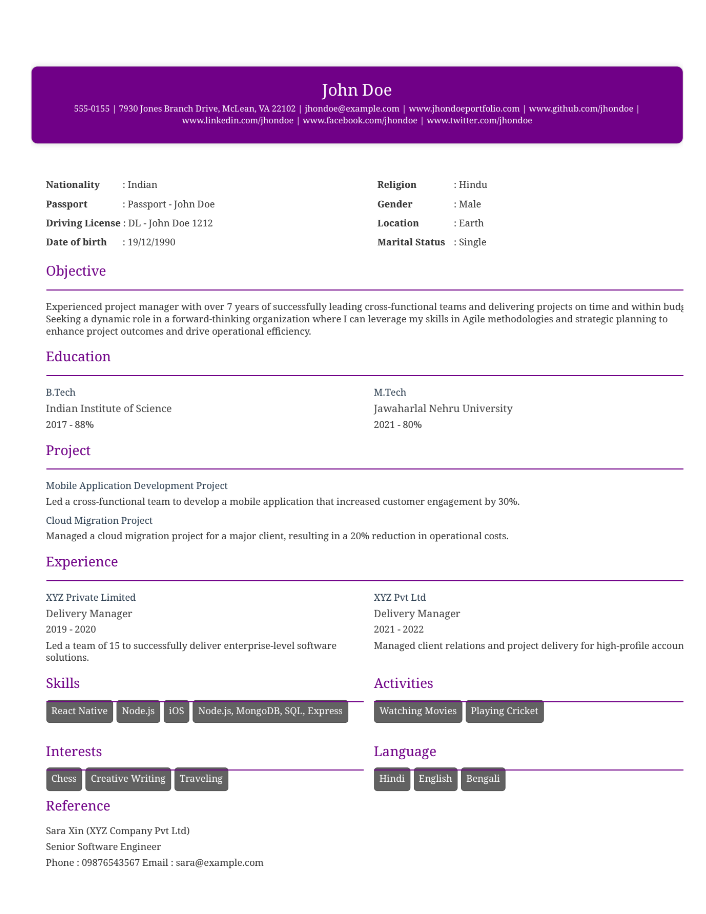 John Doe
555-0155 | 7930 Jones Branch Drive, McLean, VA 22102 | jhondoe@example.com | www.jhondoeportfolio.com | www.github.com/jhondoe |
www.linkedin.com/jhondoe | www.facebook.com/jhondoe | www.twitter.com/jhondoe
Nationality : Indian
Passport : Passport - John Doe
Driving License : DL - John Doe 1212
Date of birth : 19/12/1990
Religion : Hindu
Gender : Male
Location : Earth
Marital Status : Single
Objective
Experienced project manager with over 7 years of successfully leading cross-functional teams and delivering projects on time and within
Seeking a dynamic role in a forward-thinking organization where I can leverage my skills in Agile methodologies and strategic planning to
enhance project outcomes and drive operational efficiency.
Education
B.Tech
Indian Institute of Science
2017 - 88%
M.Tech
Jawaharlal Nehru University
2021 - 80%
Project
Mobile Application Development Project
Led a cross-functional team to develop a mobile application that increased customer engagement by 30%.
Cloud Migration Project
Managed a cloud migration project for a major client, resulting in a 20% reduction in operational costs.
Experience
XYZ Private Limited
Delivery Manager
2019 - 2020
Led a team of 15 to successfully deliver enterprise-level software
solutions.
XYZ Pvt Ltd
Delivery Manager
2021 - 2022
Managed client relations and project delivery for high-profile accoun
Skills
React Native Node.js iOS Node.js, MongoDB, SQL, Express
Activities
Watching Movies Playing Cricket
Interests
Chess Creative Writing Traveling
Language
Hindi English Bengali
Reference
Sara Xin (XYZ Company Pvt Ltd)
Senior Software Engineer
Phone : 09876543567 Email : sara@example.com